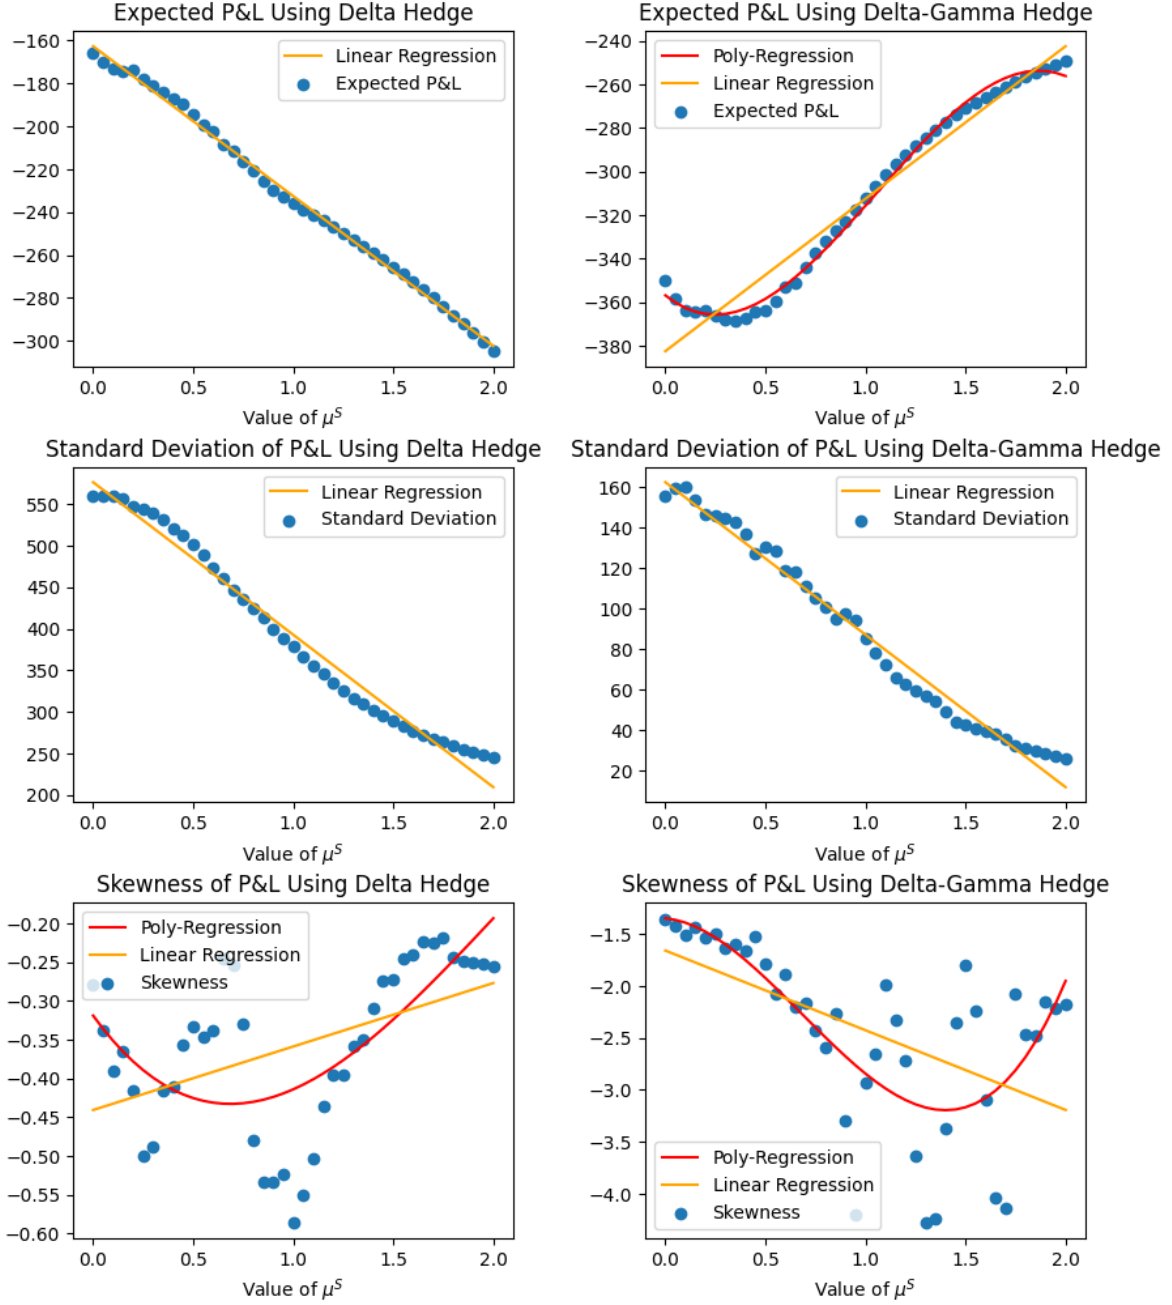 Expected P&L Using Delta Hedge
−160
−180
−200
−220
−240
−260
−280
−300
Linear Regression
Expected P&L
0.0 0.5 1.0 1.5 2.0
Value of μ^S
Expected P&L Using Delta-Gamma Hedge
−240
−260
−280
−300
−320
−340
−360
−380
Poly-Regression
Linear Regression
Expected P&L
0.0 0.5 1.0 1.5 2.0
Value of μ^S
Standard Deviation of P&L Using Delta Hedge
550
500
450
400
350
300
250
200
Linear Regression
Standard Deviation
0.0 0.5 1.0 1.5 2.0
Value of μ^S
Standard Deviation of P&L Using Delta-Gamma Hedge
160
140
120
100
80
60
40
20
Linear Regression
Standard Deviation
0.0 0.5 1.0 1.5 2.0
Value of μ^S
Skewness of P&L Using Delta Hedge
−0.20
−0.25
−0.30
−0.35
−0.40
−0.45
−0.50
−0.55
−0.60
Poly-Regression
Linear Regression
Skewness
0.0 0.5 1.0 1.5 2.0
Value of μ^S
Skewness of P&L Using Delta-Gamma Hedge
−1.5
−2.0
−2.5
−3.0
−3.5
−4.0
Poly-Regression
Linear Regression
Skewness
0.0 0.5 1.0 1.5 2.0
Value of μ^S